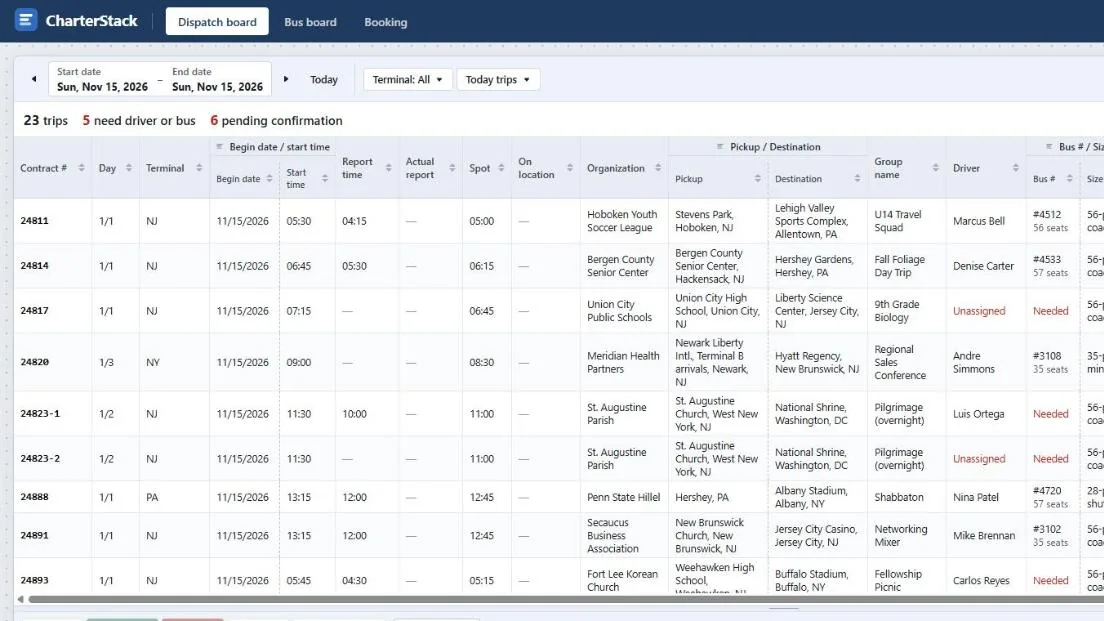 CharterStack
Dispatch board
Bus board
Booking
Start date
Sun, Nov 15, 2026
–
End date
Sun, Nov 15, 2026
Today
Terminal: All
Today trips
23 trips 5 need driver or bus 6 pending confirmation
Contract #
Day
Terminal
Begin date / start time
Begin date
Start
time
Report
time
Actual
report
Spot
On
location
Organization
Pickup / Destination
Pickup
Destination
Group
name
Driver
Bus # /
Bus #
Size
24811
1/1
NJ
11/15/2026
05:30
04:15
—
05:00
—
Hoboken Youth
Soccer League
Stevens Park,
Hoboken, NJ
Lehigh Valley
Sports Complex,
Allentown, PA
U14 Travel
Squad
Marcus Bell
#4512
56 seats
24814
1/1
NJ
11/15/2026
06:45
05:30
—
06:15
—
Bergen County
Senior Center
Bergen County
Senior Center,
Hackensack, NJ
Hershey Gardens,
Hershey, PA
Fall Foliage
Day Trip
Denise Carter
#4533
57 seats
24817
1/1
NJ
11/15/2026
07:15
—
—
06:45
—
Union City
Public Schools
Union City High
School, Union City,
NJ
Liberty Science
Center, Jersey City,
NJ
9th Grade
Biology
Unassigned
Needed
24820
1/3
NY
11/15/2026
09:00
—
—
08:30
—
Meridian Health
Partners
Newark Liberty
Intl., Terminal B
arrivals, Newark,
NJ
Hyatt Regency,
New Brunswick, NJ
Regional
Sales
Conference
Andre
Simmons
#3108
35 seats
24823-1
1/2
NJ
11/15/2026
11:30
10:00
—
11:00
—
St. Augustine
Parish
St. Augustine
Church, West New
York, NJ
National Shrine,
Washington, DC
Pilgrimage
(overnight)
Luis Ortega
Needed
24823-2
1/2
NJ
11/15/2026
11:30
—
—
11:00
—
St. Augustine
Parish
St. Augustine
Church, West New
York, NJ
National Shrine,
Washington, DC
Pilgrimage
(overnight)
Unassigned
Needed
24888
1/1
PA
11/15/2026
13:15
12:00
—
12:45
—
Penn State Hillel
Hershey, PA
Albany Stadium,
Albany, NY
Shabbaton
Nina Patel
#4720
57 seats
24891
1/1
NJ
11/15/2026
13:15
12:00
—
12:45
—
Secaucus
Business
Association
New Brunswick
Church, New
Brunswick, NJ
Jersey City Casino,
Jersey City, NJ
Networking
Mixer
Mike Brennan
#3102
35 seats
24893
1/1
NJ
11/15/2026
05:45
04:30
—
05:15
—
Fort Lee Korean
Church
Weehawken High
School,
Buffalo Stadium,
Buffalo, NY
Fellowship
Picnic
Carlos Reyes
Needed